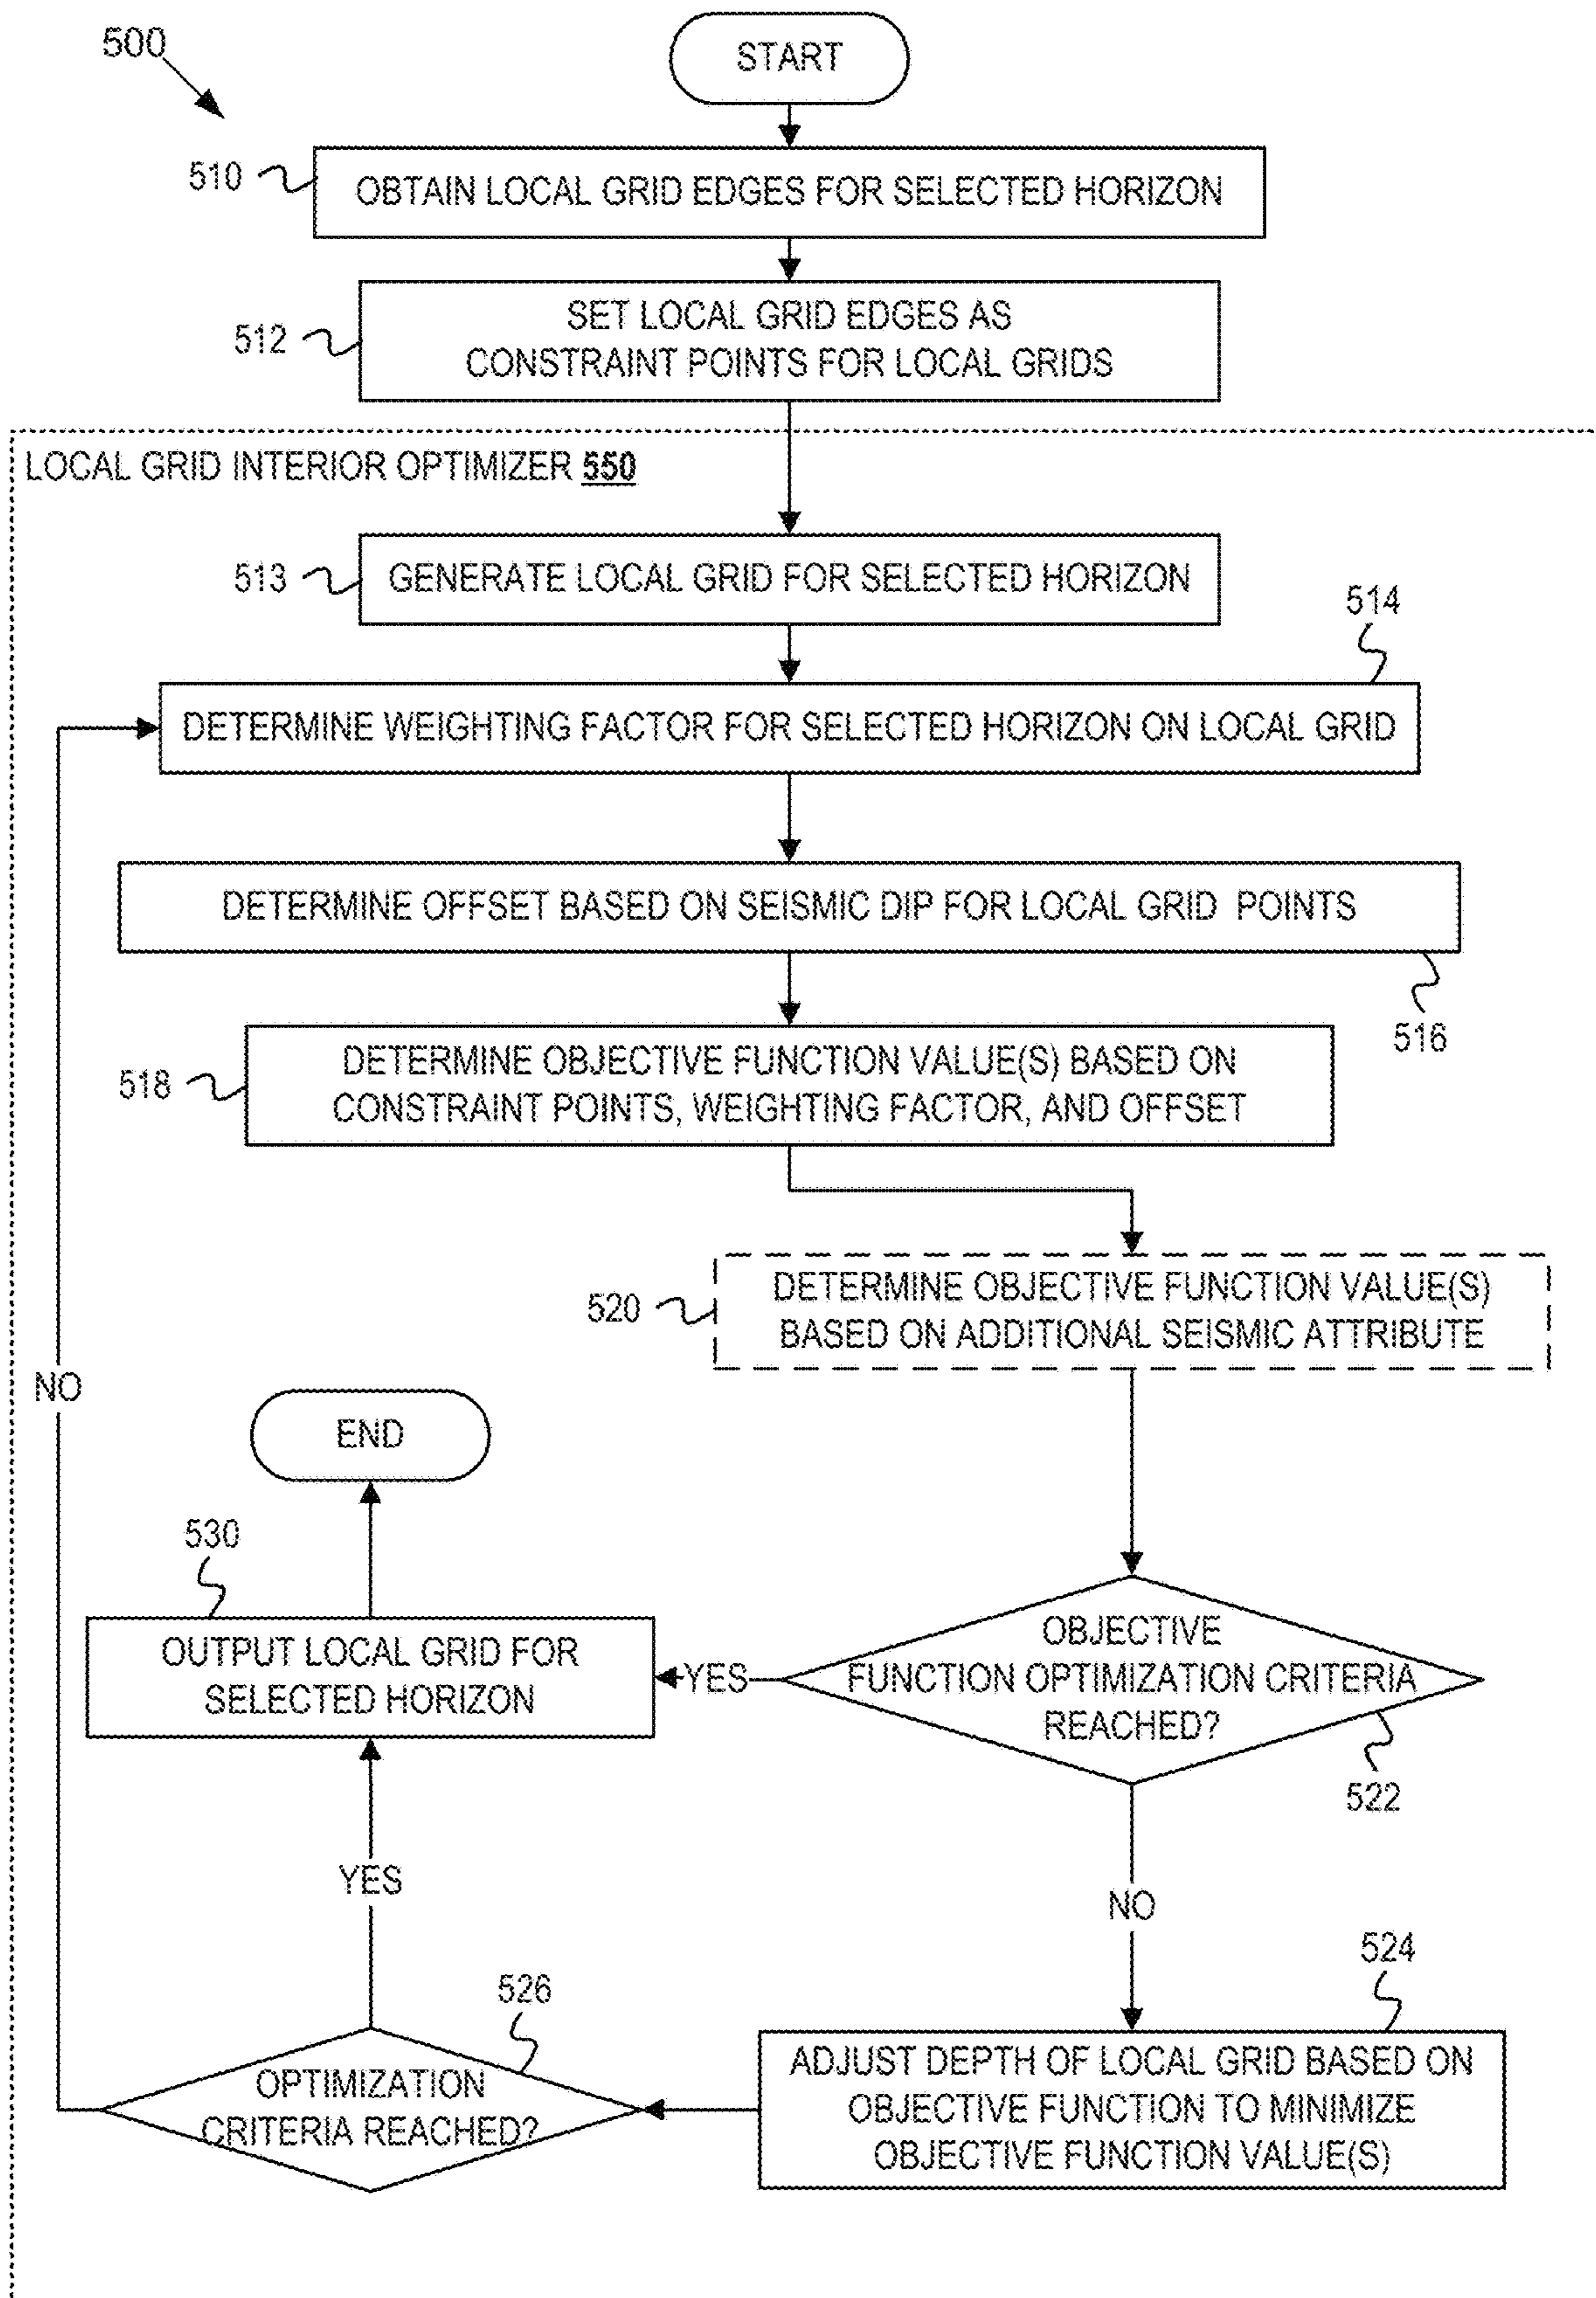 500
START
510
OBTAIN LOCAL GRID EDGES FOR SELECTED HORIZON
512
SET LOCAL GRID EDGES AS
CONSTRAINT POINTS FOR LOCAL GRIDS
LOCAL GRID INTERIOR OPTIMIZER 550
513
GENERATE LOCAL GRID FOR SELECTED HORIZON
514
DETERMINE WEIGHTING FACTOR FOR SELECTED HORIZON ON LOCAL GRID
DETERMINE OFFSET BASED ON SEISMIC DIP FOR LOCAL GRID POINTS
516
518
DETERMINE OBJECTIVE FUNCTION VALUE(S) BASED ON
CONSTRAINT POINTS, WEIGHTING FACTOR, AND OFFSET
520
DETERMINE OBJECTIVE FUNCTION VALUE(S)
BASED ON ADDITIONAL SEISMIC ATTRIBUTE
NO
END
530
OUTPUT LOCAL GRID FOR
SELECTED HORIZON
YES
OBJECTIVE
FUNCTION OPTIMIZATION CRITERIA
REACHED?
522
YES
NO
524
526
ADJUST DEPTH OF LOCAL GRID BASED ON
OBJECTIVE FUNCTION TO MINIMIZE
OBJECTIVE FUNCTION VALUE(S)
OPTIMIZATION
CRITERIA REACHED?